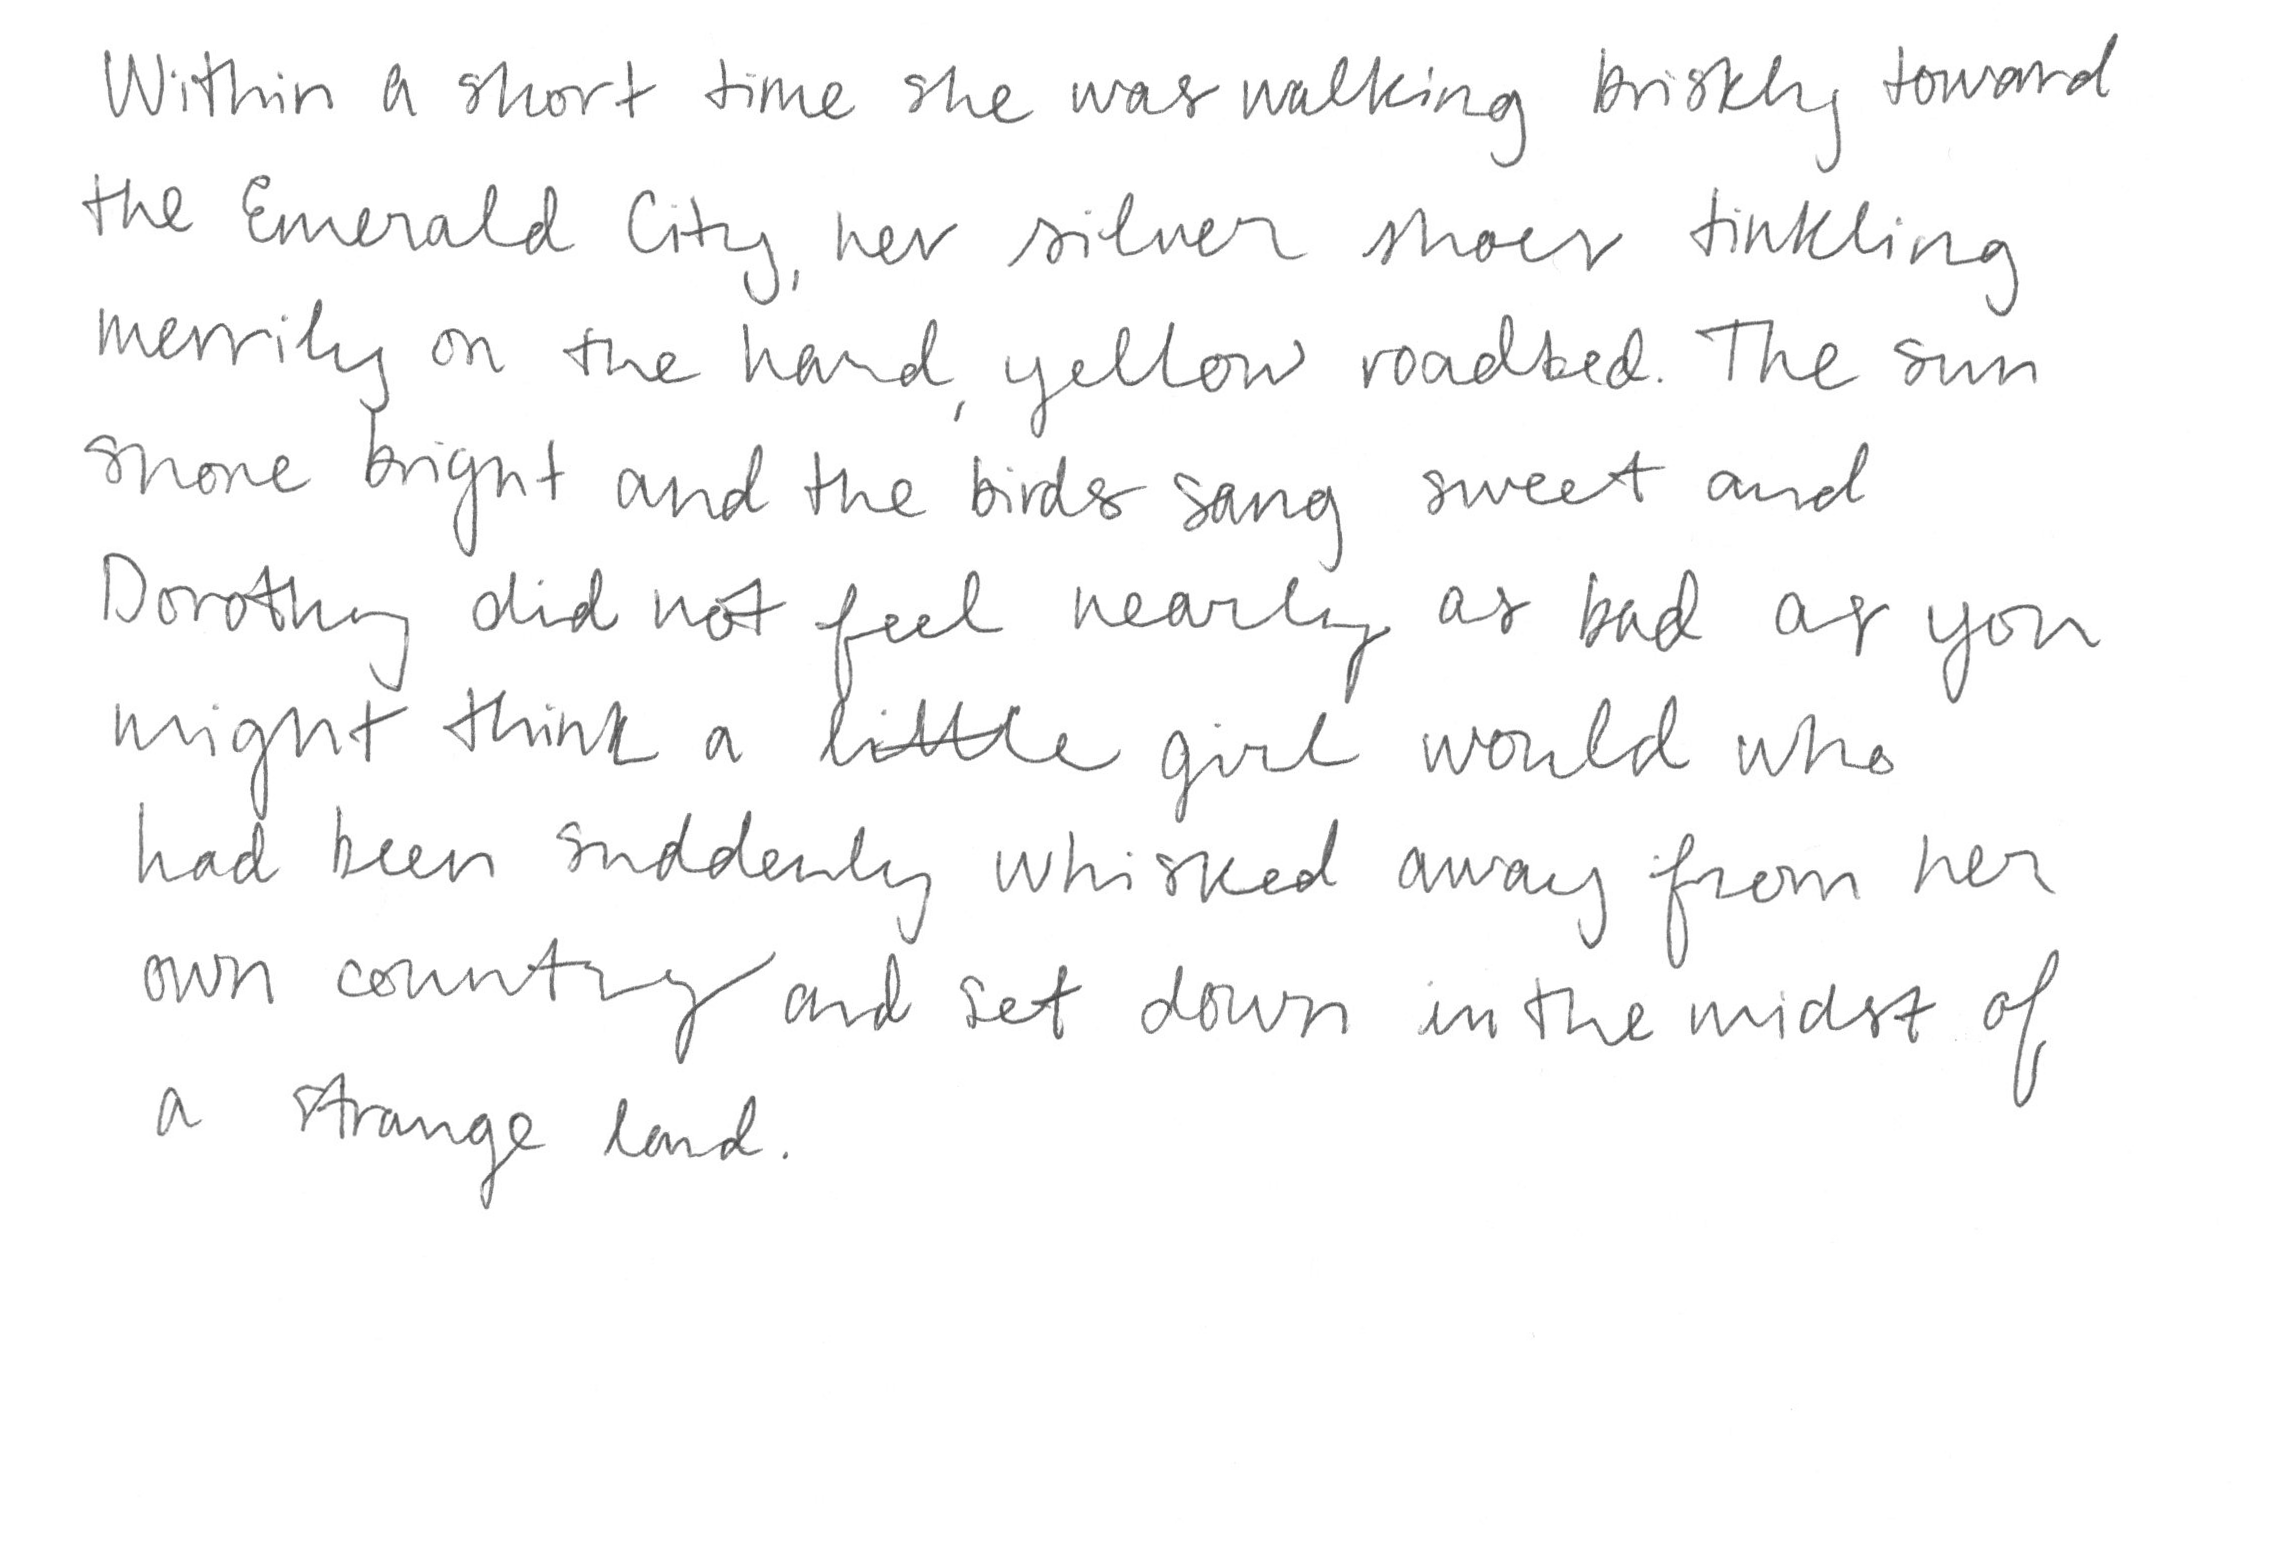 Within a short time she was walking briskly toward
the Emerald City, her silver shoes tinkling
merrily on the hard, yellow roadbed. The sun
shone bright and the birds sang sweet and
Dorothy did not feel nearly as bad as you
might think a little girl would who
had been suddenly whisked away from her
own country and set down in the midst of
a strange land.